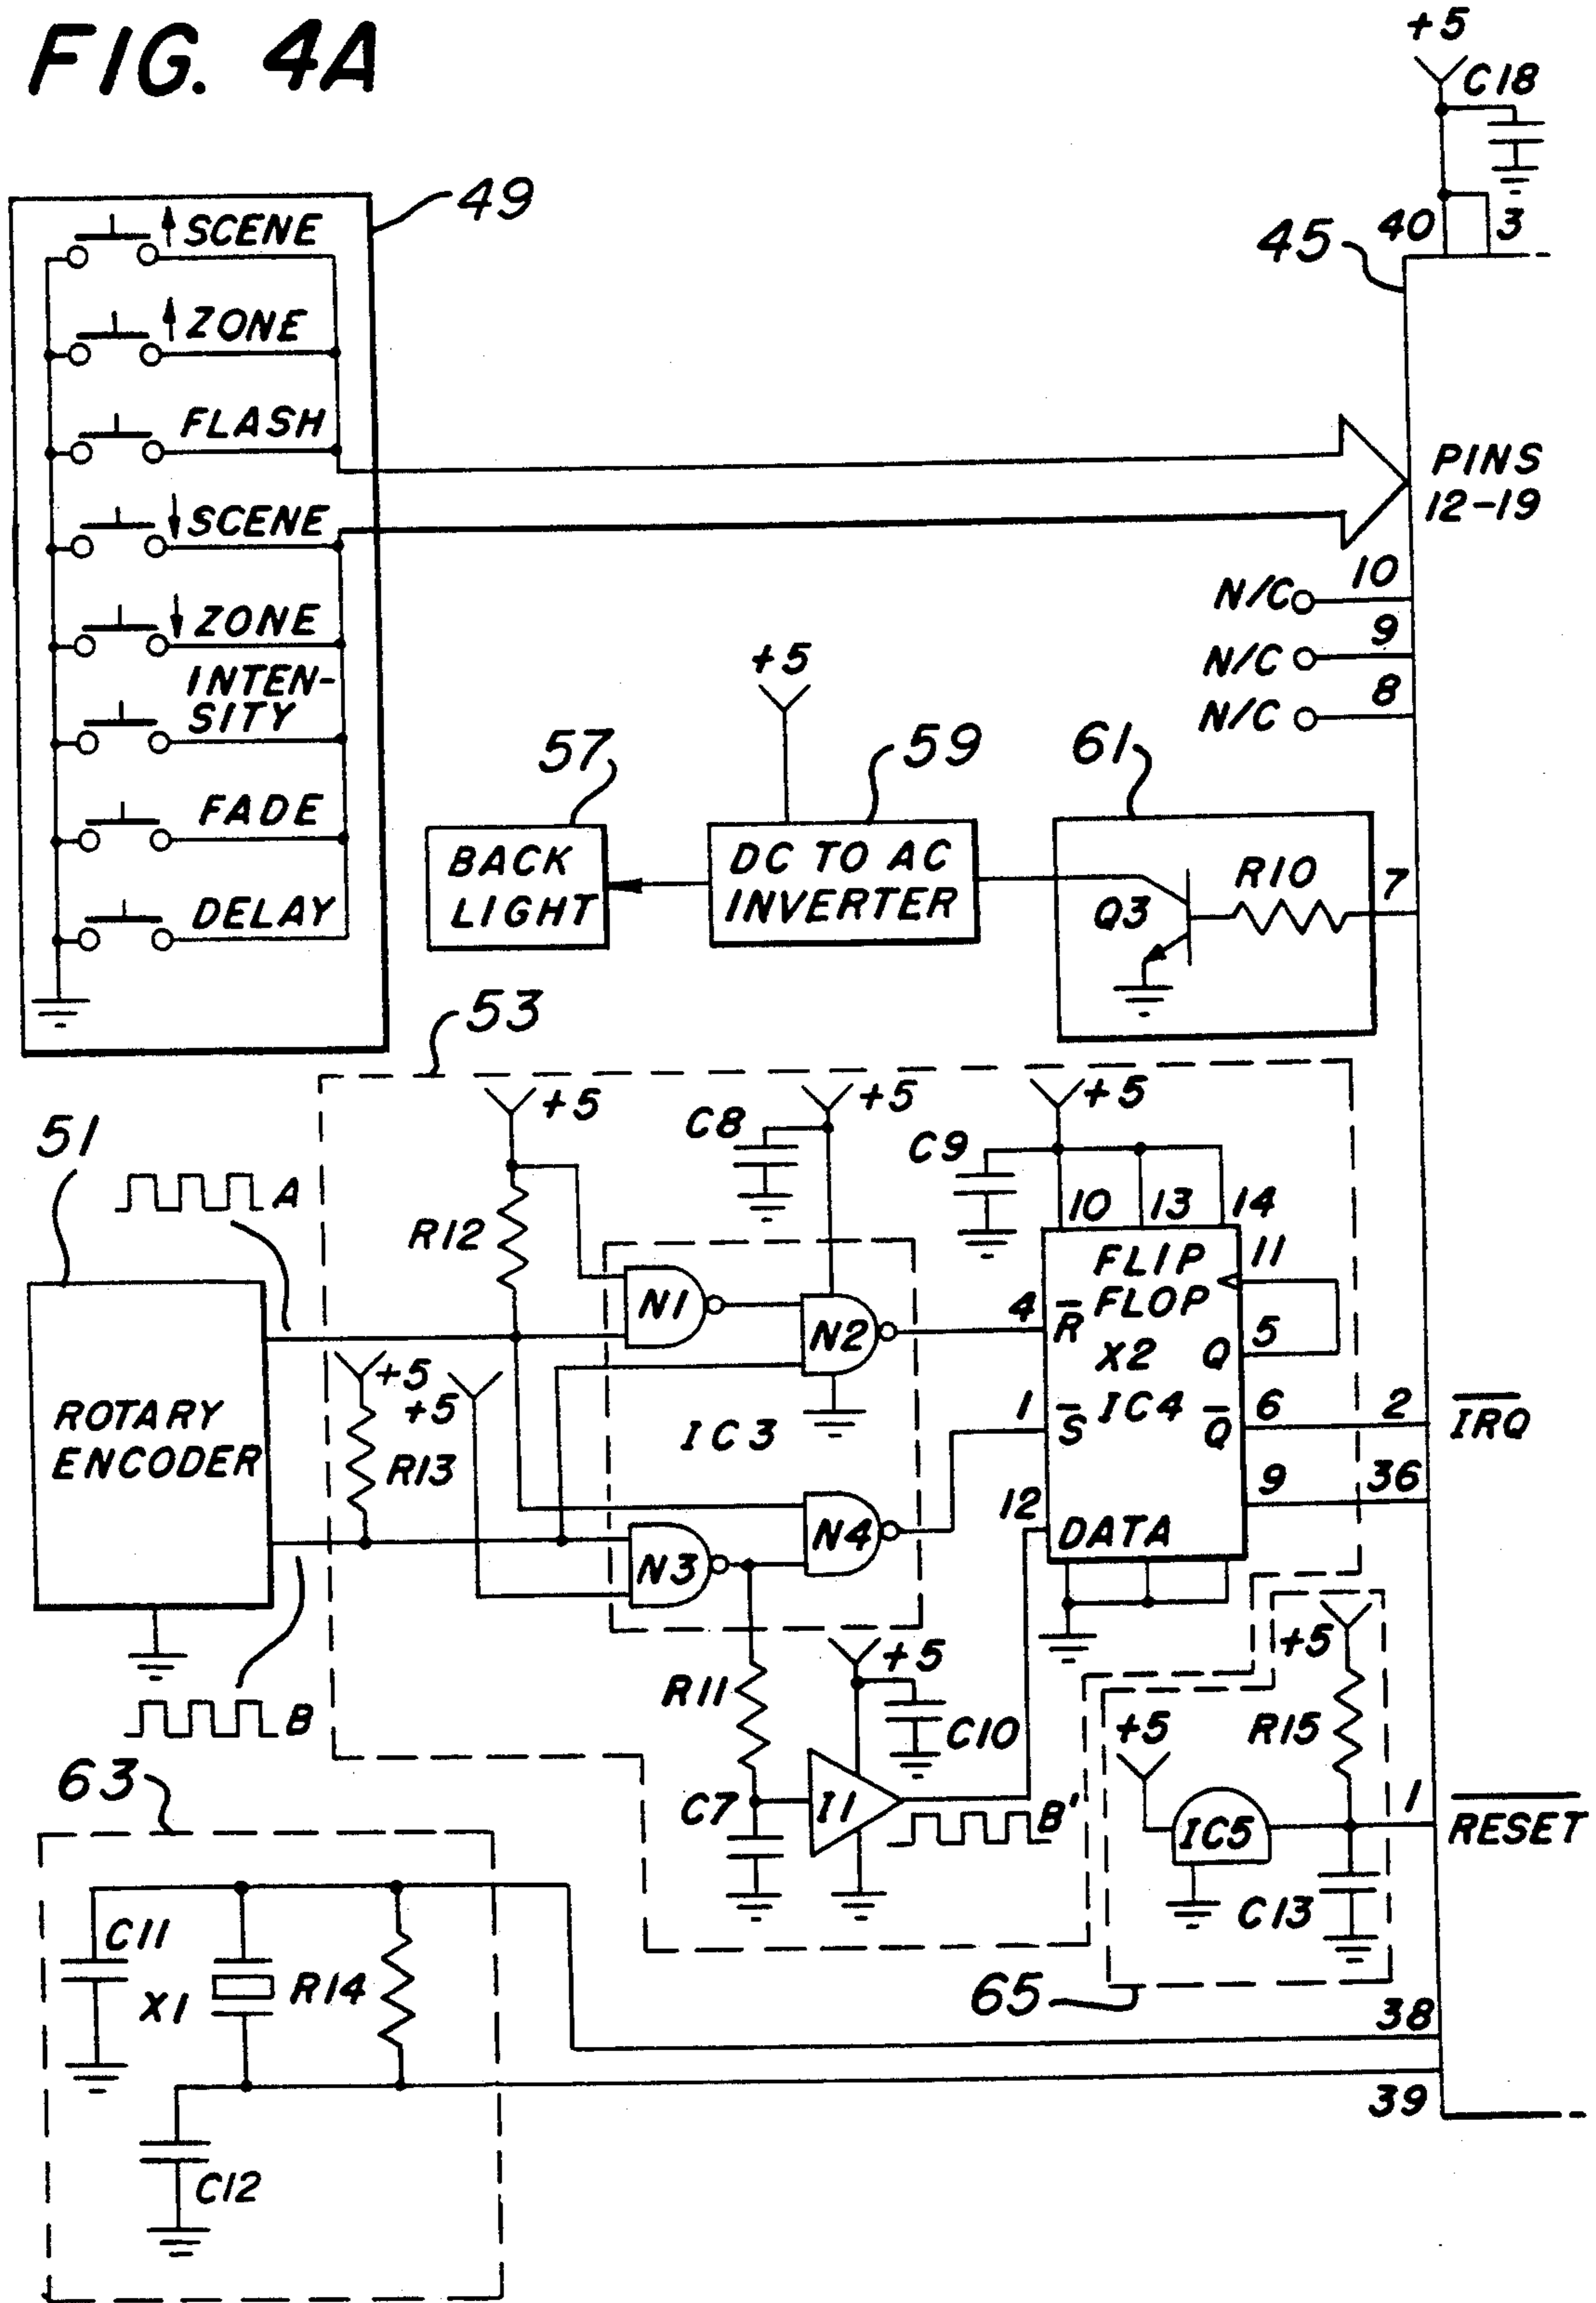 FIG. 4A
+5
C18
49
40
3
45
↑SCENE
↑ZONE
FLASH
↓SCENE
↓ZONE
INTEN-
SITY
FADE
DELAY
PINS
12-19
N/C
10
N/C
9
N/C
8
+5
57
59
61
BACK
LIGHT
DC TO AC
INVERTER
Q3
R10
7
53
51
A
+5
R12
C8
+5
C9
+5
10
13
14
FLIP
FLOP
X2
IC4
11
4
R̅
Q
5
1
S̅
Q̅
6
2
I̅R̅Q̅
9
36
12
DATA
N1
N2
IC3
N3
N4
ROTARY
ENCODER
+5
+5
R13
B
R11
+5
C10
C7
I1
B'
+5
R15
+5
IC5
1
R̅E̅S̅E̅T̅
C13
65
63
C11
X1
R14
C12
38
39